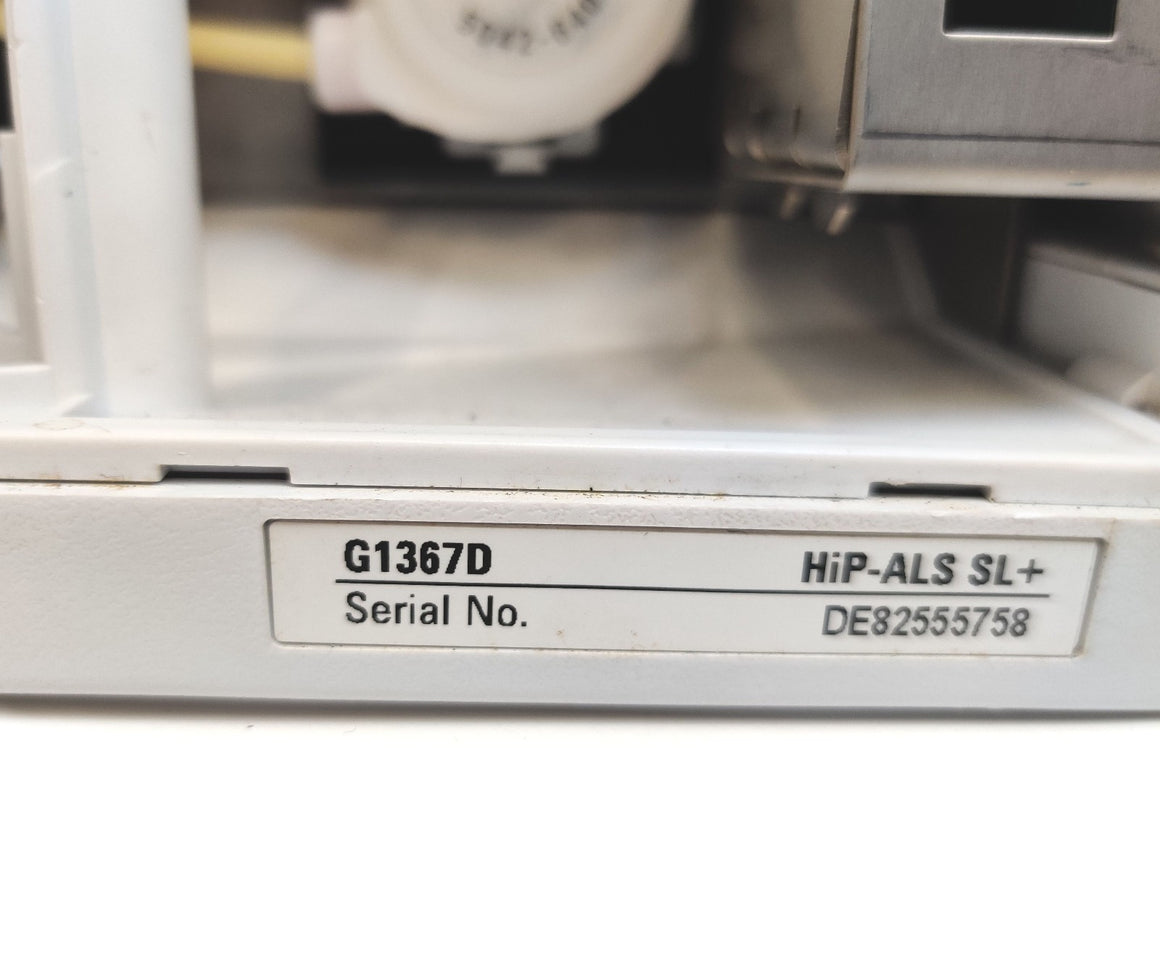 G1367D HiP-ALS SL+
Serial No. DE82555758